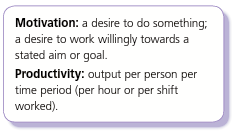 Motivation: a desire to do something;
a desire to work willingly towards a
stated aim or goal.
Productivity: output per person per
time period (per hour or per shift
worked).